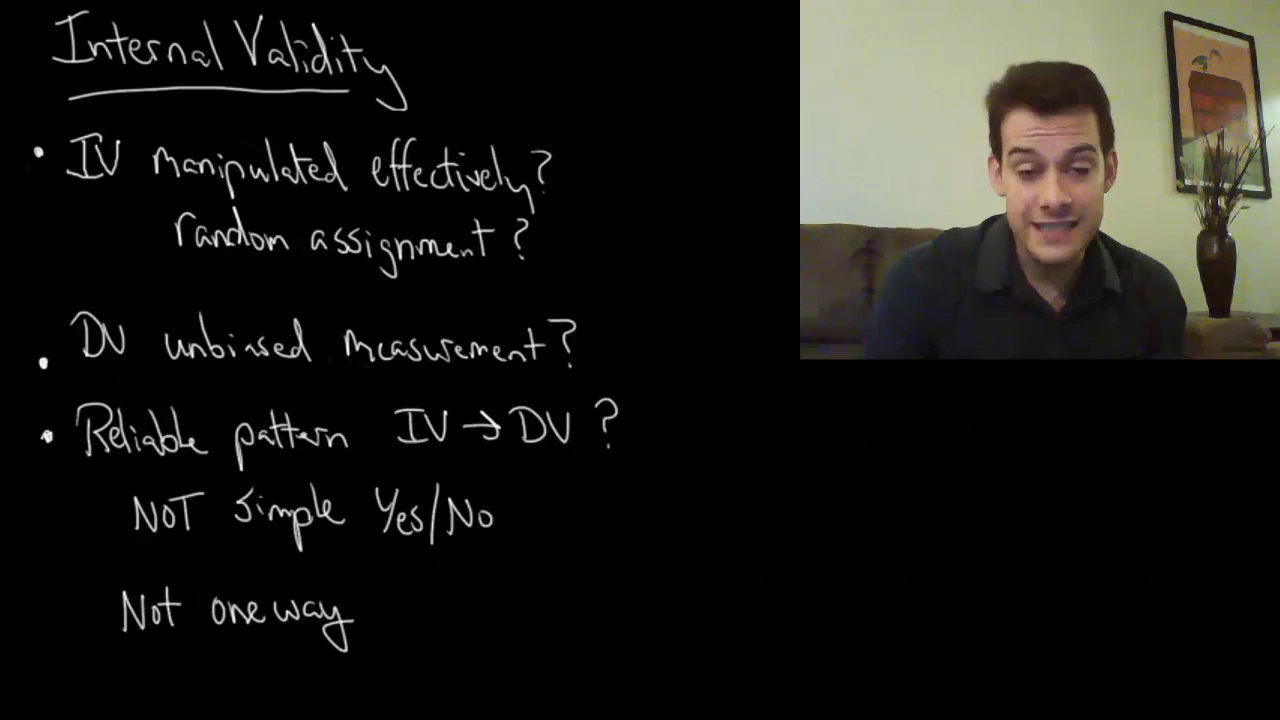 Internal Validity
• IV manipulated effectively?
random assignment?
• DV unbiased measurement?
• Reliable pattern IV → DV ?
NOT simple Yes/No
Not one way